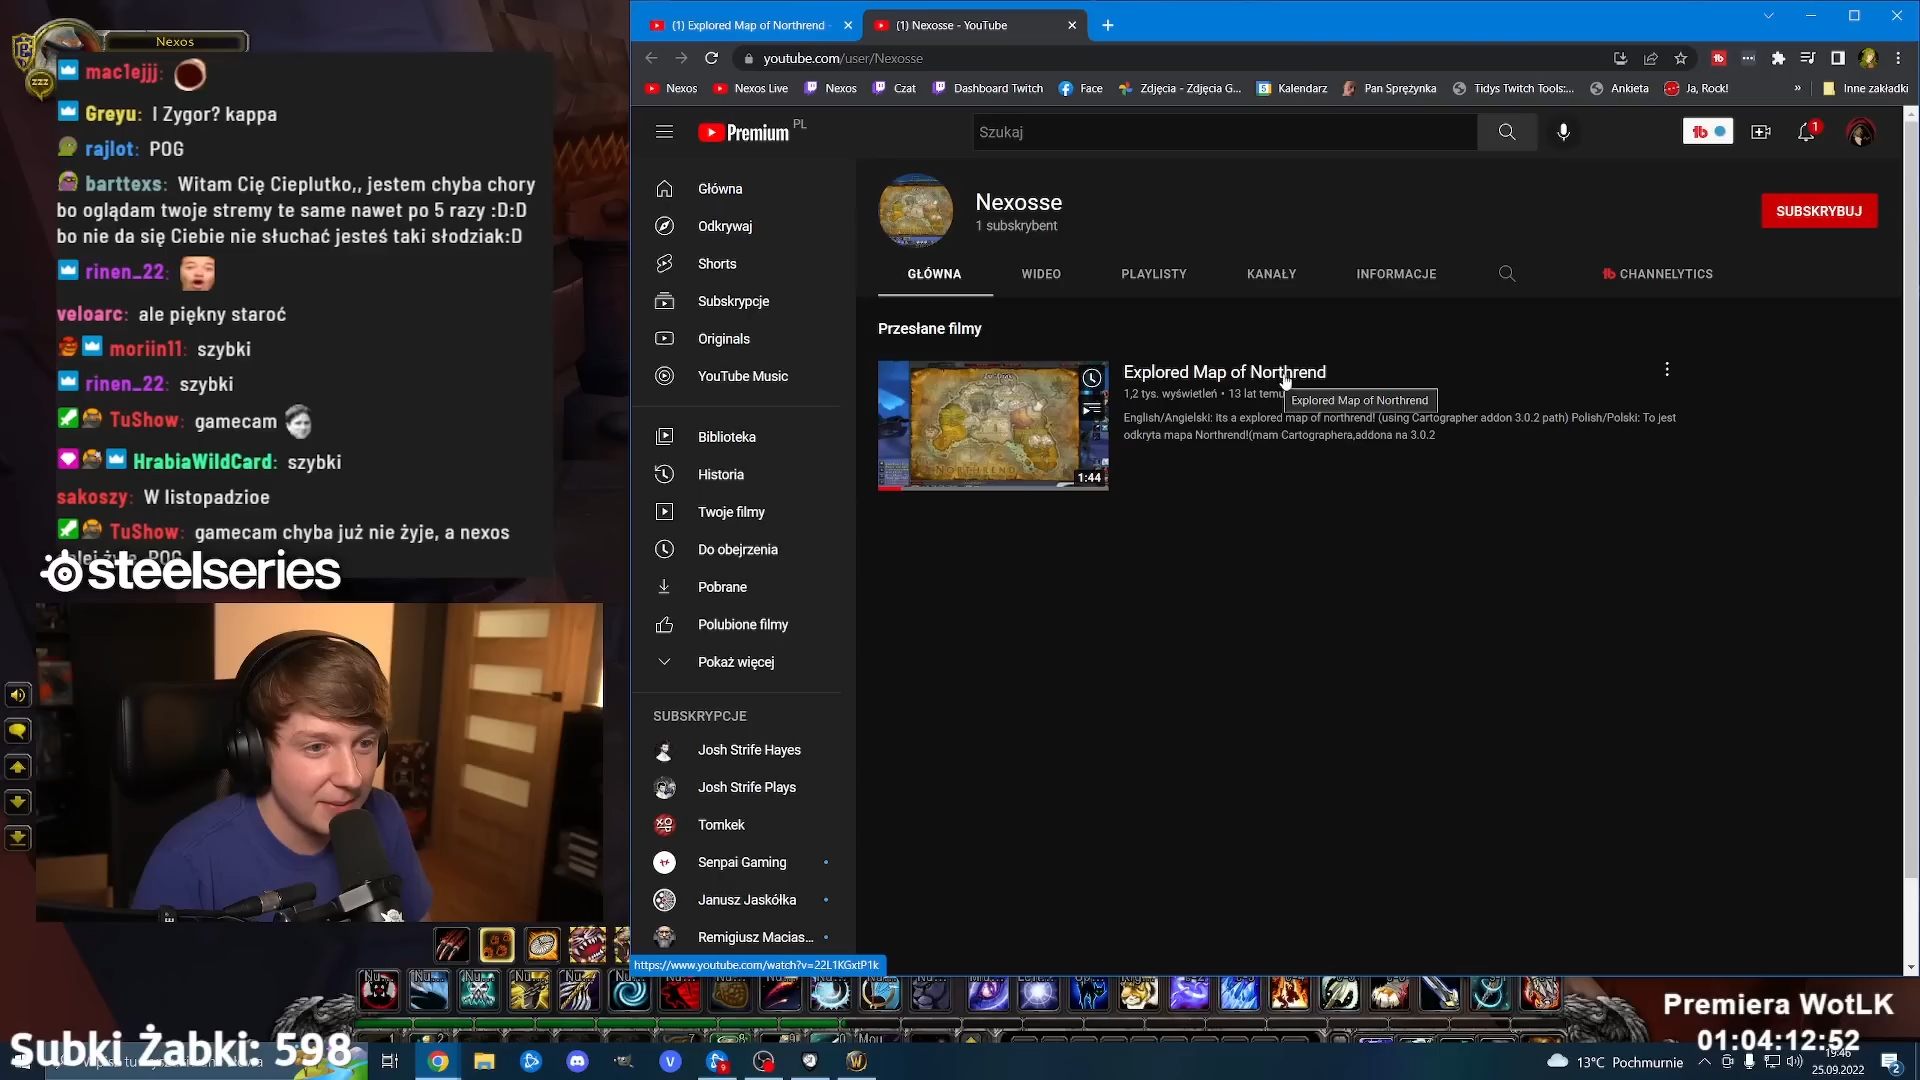 Nexos
mac1ejjj:
Greyu: I Zygor? kappa
rajlot: POG
barttexs: Witam Cię Cieplutko,, jestem chyba chory
bo oglądam twoje stremy te same nawet po 5 razy :D:D
bo nie da się Ciebie nie słuchać jesteś taki słodziak:D
rinen_22:
veloarc: ale piękny staroć
moriin11: szybki
rinen_22: szybki
TuShow: gamecam
HrabiaWildCard: szybki
sakoszy: W listopadzioe
TuShow: gamecam chyba już nie żyje, a nexos
steelseries
(1) Explored Map of Northrend -
(1) Nexosse - YouTube
youtube.com/user/Nexosse
Nexos
Nexos Live
Nexos
Czat
Dashboard Twitch
Face
Zdjęcia - Zdjęcia G...
Kalendarz
Pan Sprężynka
Tidys Twitch Tools:...
Ankieta
Ja, Rock!
»
Inne zakładki
Premium PL
Szukaj
1
Główna
Odkrywaj
Shorts
Subskrypcje
Originals
YouTube Music
Biblioteka
Historia
Twoje filmy
Do obejrzenia
Pobrane
Polubione filmy
Pokaż więcej
SUBSKRYPCJE
Josh Strife Hayes
Josh Strife Plays
Tomkek
Senpai Gaming
Janusz Jaskółka
Remigiusz Macias...
https://www.youtube.com/watch?v=22L1KGxtP1k
Nexosse
1 subskrybent
SUBSKRYBUJ
GŁÓWNA
WIDEO
PLAYLISTY
KANAŁY
INFORMACJE
CHANNELYTICS
Przesłane filmy
NORTHREND
1:44
Explored Map of Northrend
1,2 tys. wyświetleń • 13 lat temu
Explored Map of Northrend
English/Angielski: its a explored map of northrend! (using Cartographer addon 3.0.2 path) Polish/Polski: To jest
odkryta mapa Northrend!(mam Cartographera,addona na 3.0.2
Premiera WotLK
01:04:12:52
Subki Żabki: 598
13°C Pochmurnie
19:46
25.09.2022
2